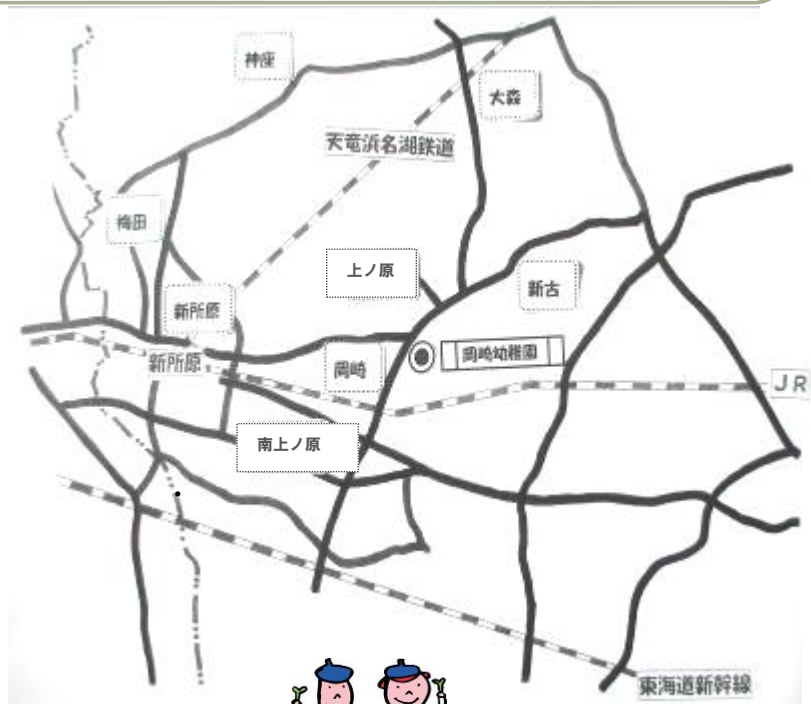 神座
大森
天竜浜名湖鉄道
梅田
上ノ原
新古
新所原
岡崎幼稚園
新所原
岡崎
JR
南上ノ原
東海道新幹線